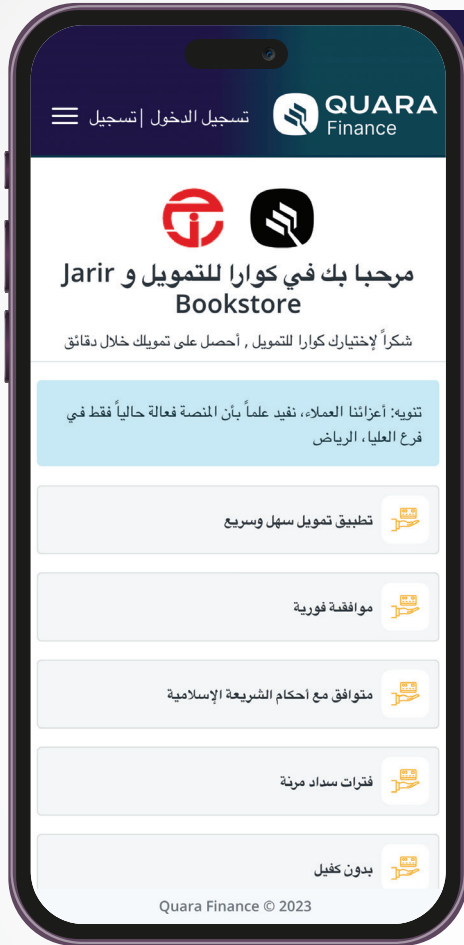 QUARA
Finance
تسجيل الدخول | تسجيل
مرحبا بك في كوارا للتمويل و Jarir
Bookstore
شكراً لإختيارك كوارا للتمويل , أحصل على تمويلك خلال دقائق
تنويه: أعزائنا العملاء، نفيد علماً بأن المنصة فعالة حالياً فقط في
فرع العليا، الرياض
تطبيق تمويل سهل وسريع
موافقىة فورية
متوافق مع أحكام الشريعة الإسلامية
فترات سداد مرنة
بدون كفيل
Quara Finance © 2023